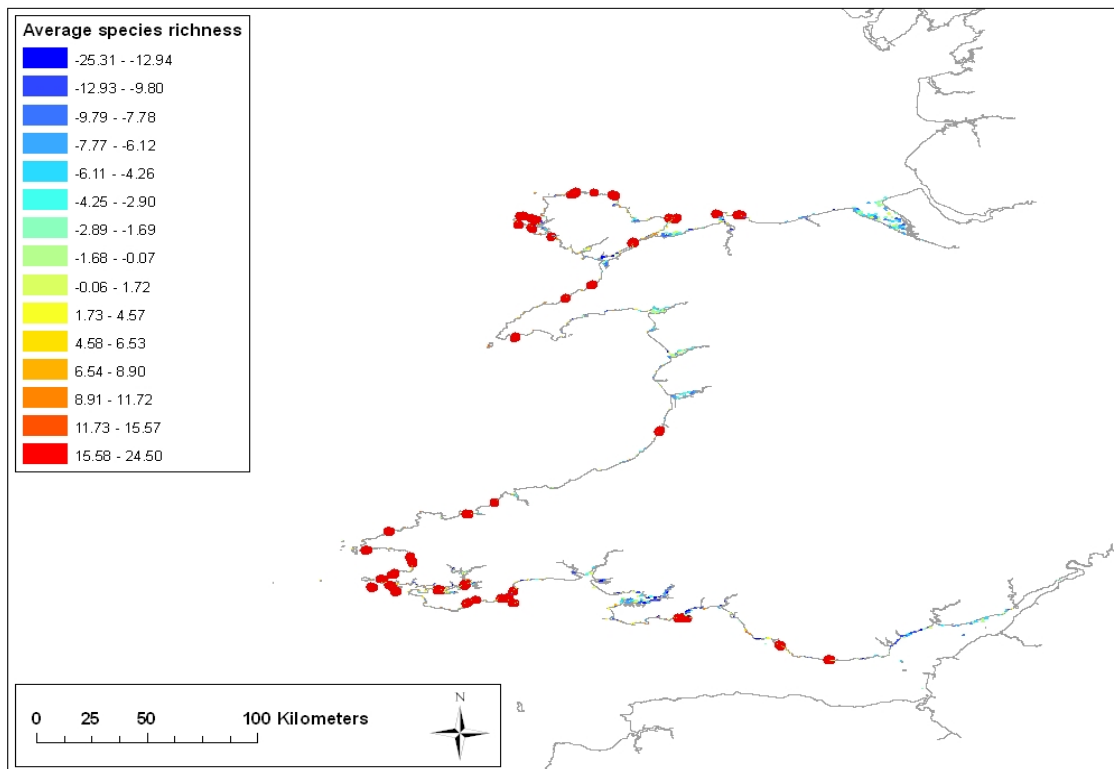 Average species richness
-25.31 - -12.94
-12.93 - -9.80
-9.79 - -7.78
-7.77 - -6.12
-6.11 - -4.26
-4.25 - -2.90
-2.89 - -1.69
-1.68 - -0.07
-0.06 - 1.72
1.73 - 4.57
4.58 - 6.53
6.54 - 8.90
8.91 - 11.72
11.73 - 15.57
15.58 - 24.50
0 25 50 100 Kilometers
N